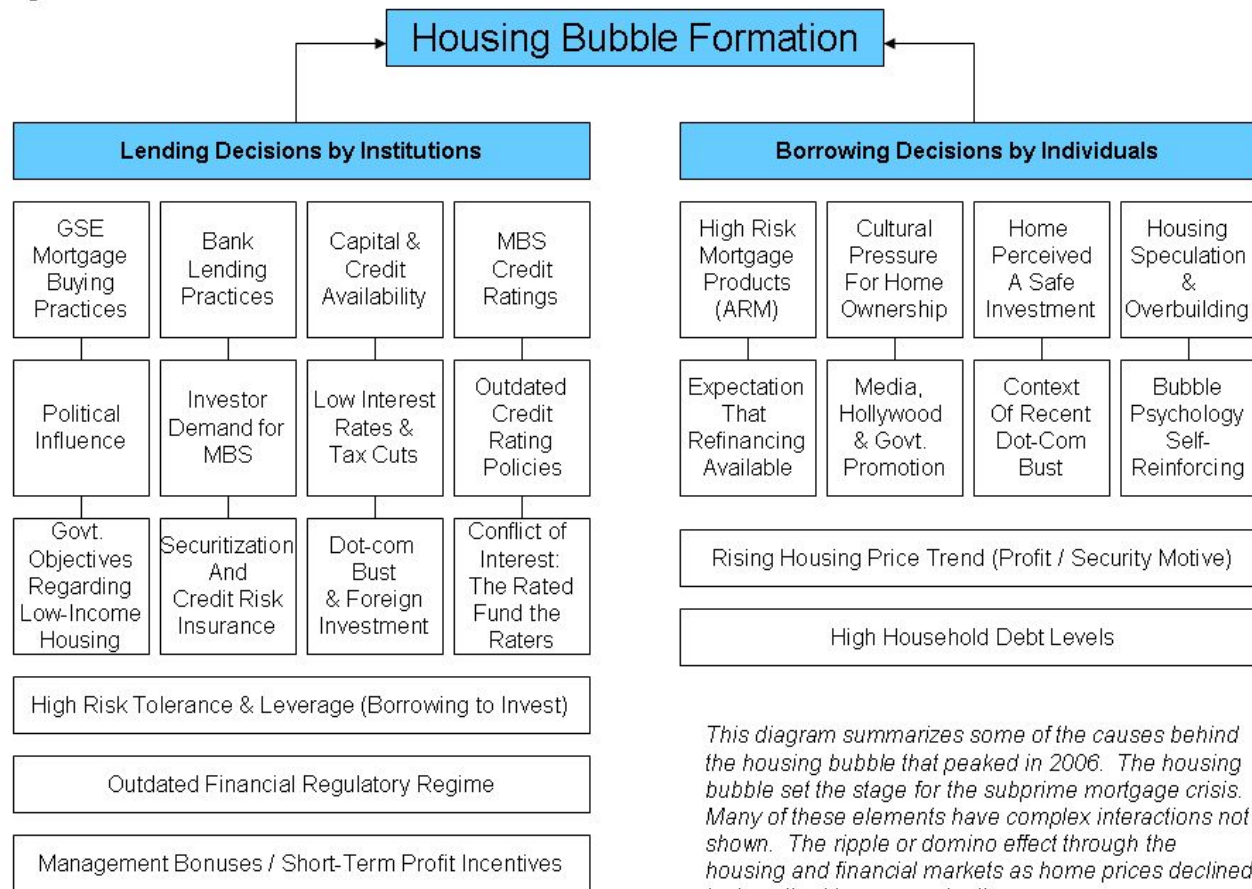 Housing Bubble Formation
Lending Decisions by Institutions
GSE
Mortgage
Buying
Practices
Bank
Lending
Practices
Capital &
Credit
Availability
MBS
Credit
Ratings
Political
Influence
Investor
Demand for
MBS
Low Interest
Rates &
Tax Cuts
Outdated
Credit
Rating
Policies
Govt.
Objectives
Regarding
Low-Income
Housing
Securitization
And
Credit Risk
Insurance
Dot-com
Bust
& Foreign
Investment
Conflict of
Interest:
The Rated
Fund the
Raters
High Risk Tolerance & Leverage (Borrowing to Invest)
Outdated Financial Regulatory Regime
Management Bonuses / Short-Term Profit Incentives
Borrowing Decisions by Individuals
High Risk
Mortgage
Products
(ARM)
Cultural
Pressure
For Home
Ownership
Home
Perceived
A Safe
Investment
Housing
Speculation
&
Overbuilding
Expectation
That
Refinancing
Available
Media,
Hollywood
& Govt.
Promotion
Context
Of Recent
Dot-Com
Bust
Bubble
Psychology
Self-
Reinforcing
Rising Housing Price Trend (Profit / Security Motive)
High Household Debt Levels
This diagram summarizes some of the causes behind
the housing bubble that peaked in 2006. The housing
bubble set the stage for the subprime mortgage crisis.
Many of these elements have complex interactions not
shown. The ripple or domino effect through the
housing and financial markets as home prices declined